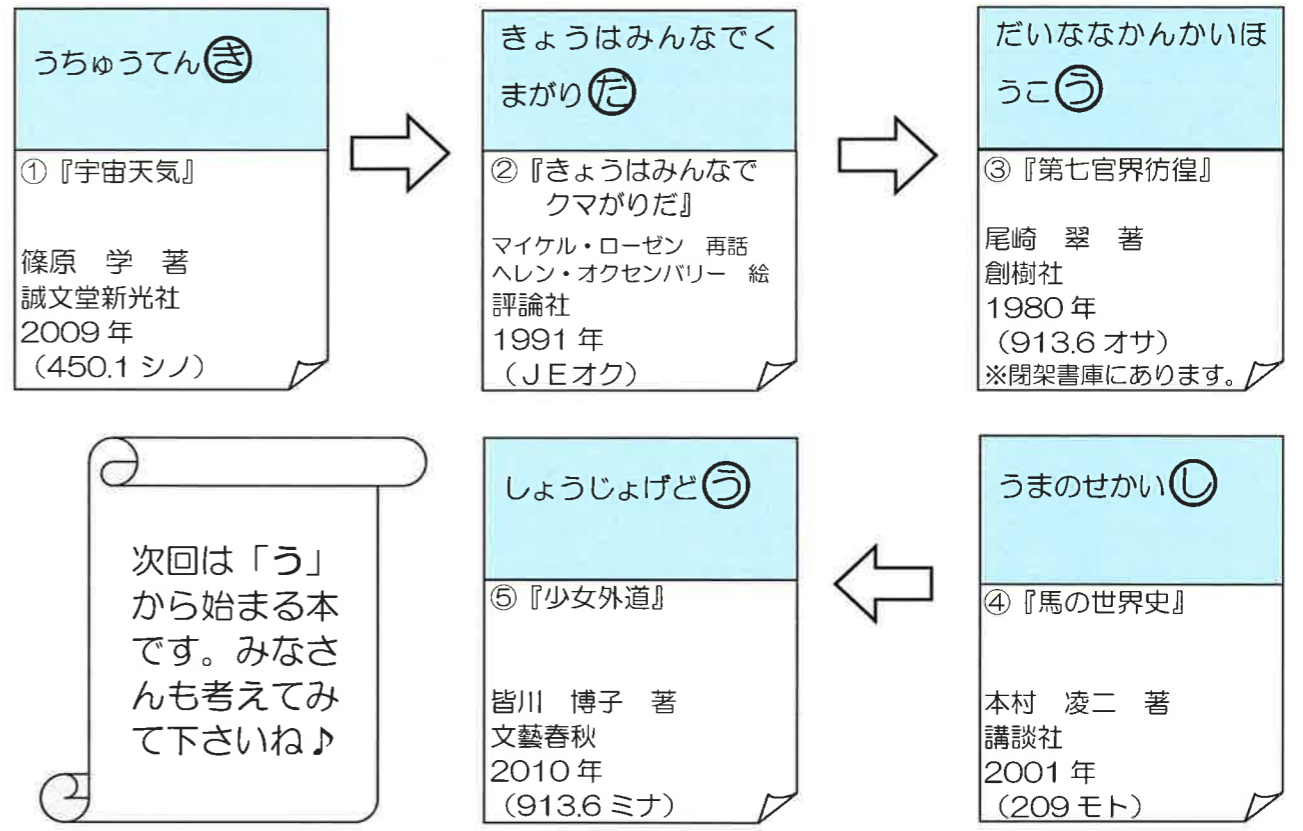 うちゅうてんき
①『宇宙天気』
篠原　学　著
誠文堂新光社
2009年
（450.1シノ）
きょうはみんなでく
まがりだ
②『きょうはみんなで
クマがりだ』
マイケル・ローゼン　再話
ヘレン・オクセンバリー　絵
評論社
1991年
（JEオク）
だいななかんかいほ
うこう
③『第七官界彷徨』
尾崎　翠　著
創樹社
1980年
（913.6オサ）
※閉架書庫にあります。
うまのせかいし
④『馬の世界史』
本村　凌二　著
講談社
2001年
（209モト）
しょうじょげどう
⑤『少女外道』
皆川　博子　著
文藝春秋
2010年
（913.6ミナ）
次回は「う」
から始まる本
です。みなさ
んも考えてみ
て下さいね♪